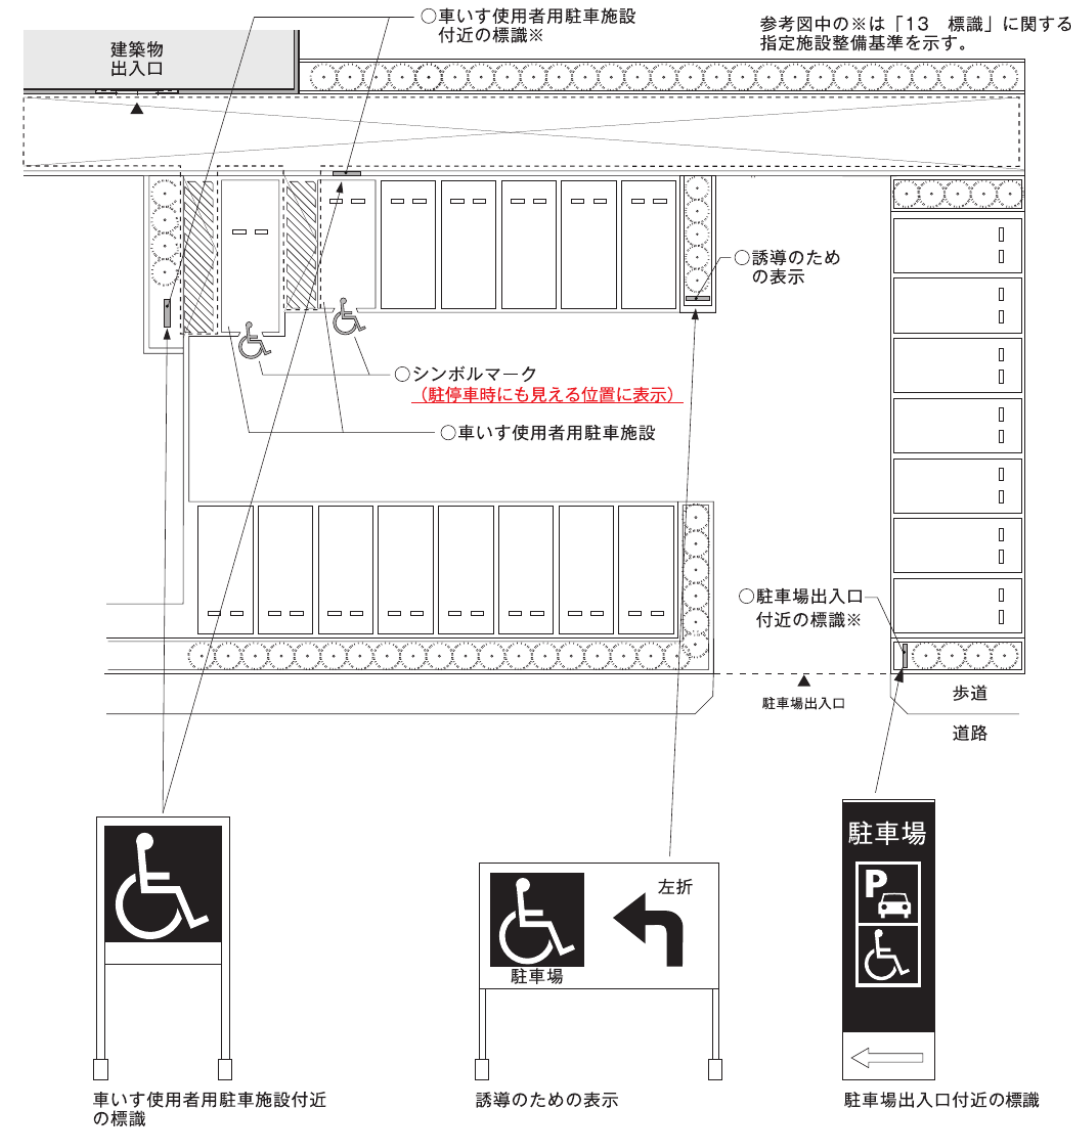 ○車いす使用者用駐車施設
付近の標識※
参考図中の※は「13　標識」に関する
指定施設整備基準を示す。
建築物
出入口
○誘導のため
の表示
○シンボルマーク
（駐停車時にも見える位置に表示）
○車いす使用者用駐車施設
○駐車場出入口
付近の標識※
駐車場出入口
歩道
道路
駐車場
P
左折
駐車場
車いす使用者用駐車施設付近
の標識
誘導のための表示
駐車場出入口付近の標識